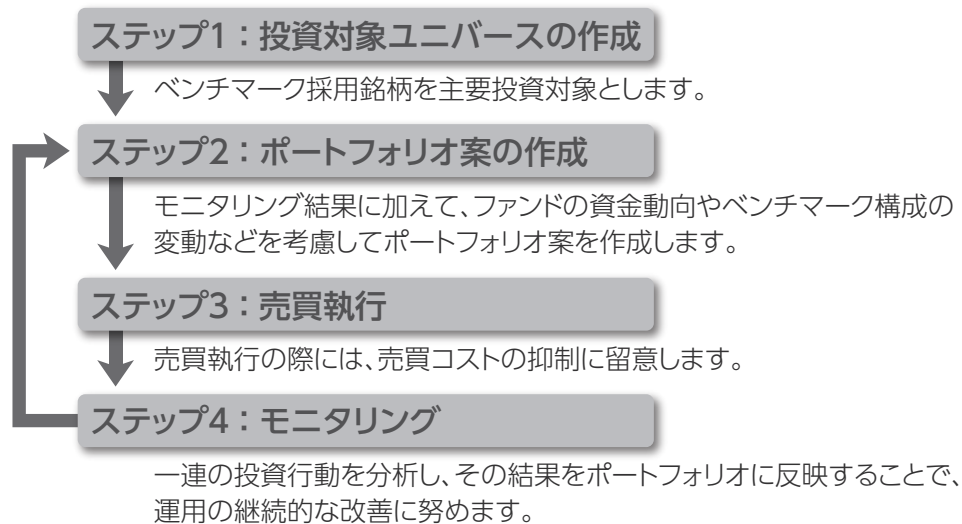 ステップ1：投資対象ユニバースの作成
ベンチマーク採用銘柄を主要投資対象とします。
ステップ2：ポートフォリオ案の作成
モニタリング結果に加えて、ファンドの資金動向やベンチマーク構成の
変動などを考慮してポートフォリオ案を作成します。
ステップ3：売買執行
売買執行の際には、売買コストの抑制に留意します。
ステップ4：モニタリング
一連の投資行動を分析し、その結果をポートフォリオに反映することで、
運用の継続的な改善に努めます。